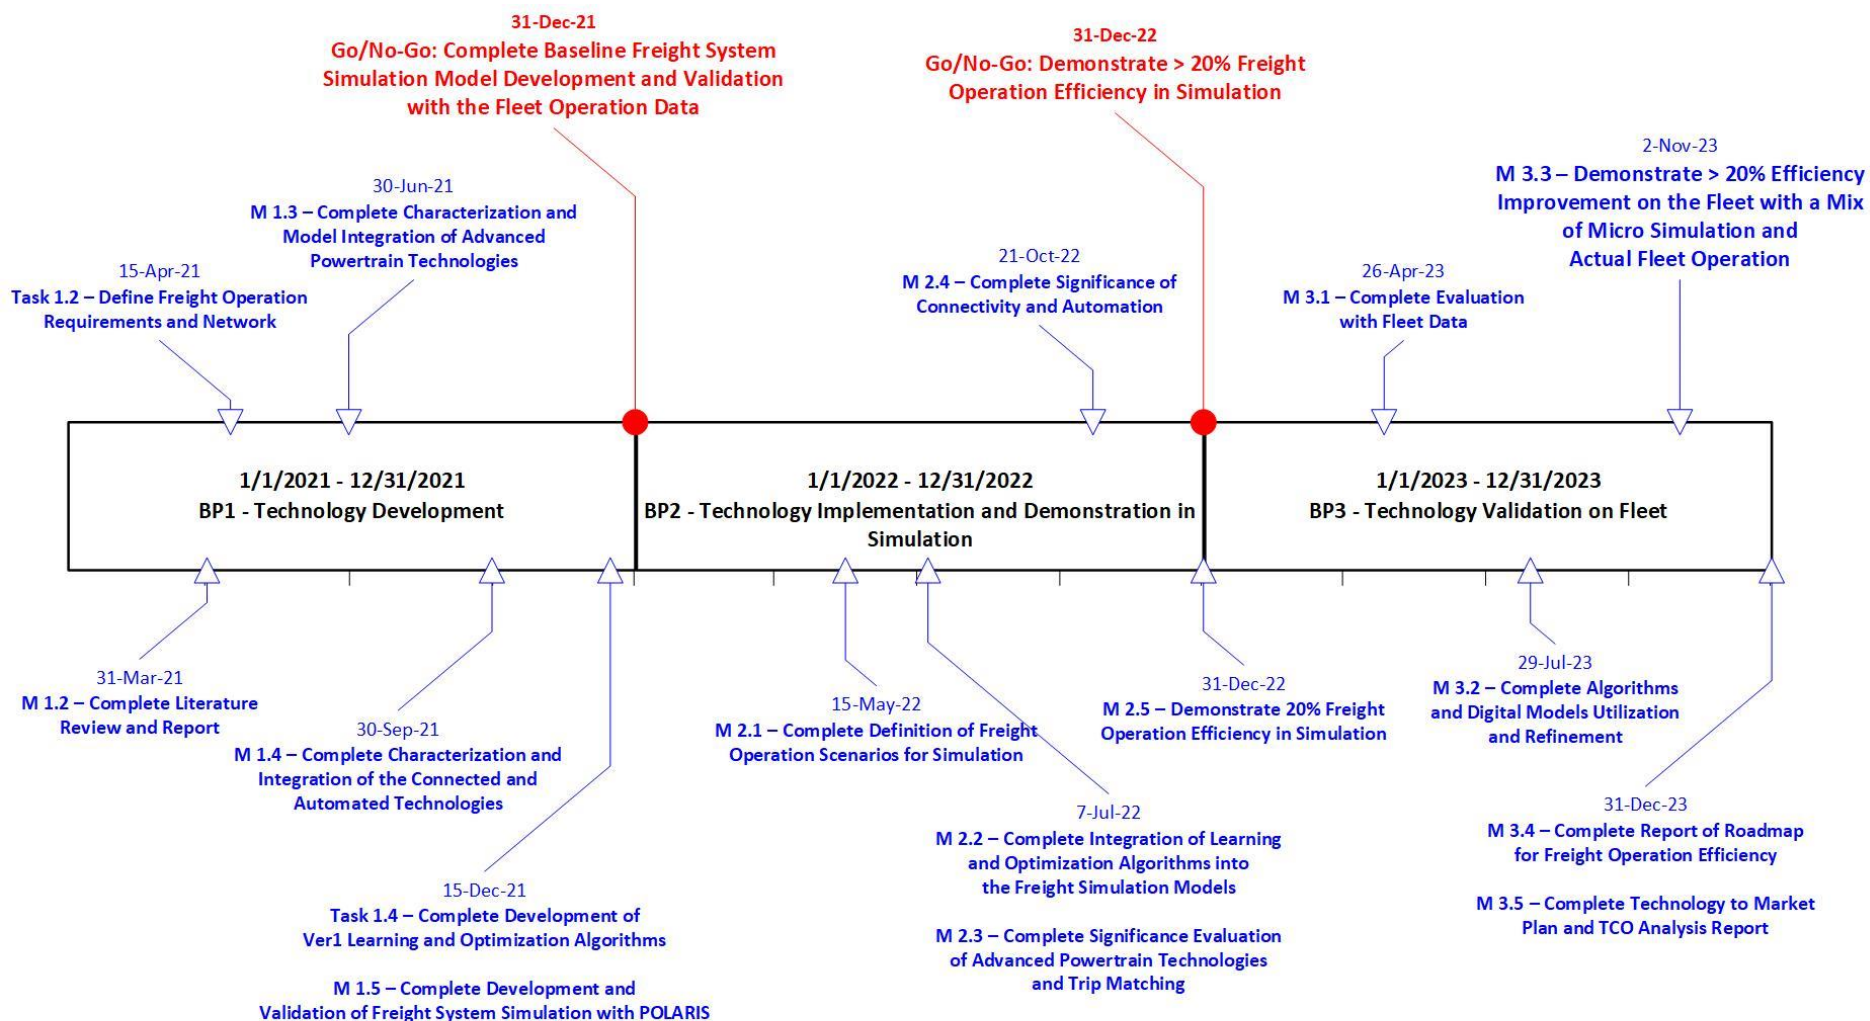 31-Dec-21
Go/No-Go: Complete Baseline Freight System
Simulation Model Development and Validation
with the Fleet Operation Data
31-Dec-22
Go/No-Go: Demonstrate > 20% Freight
Operation Efficiency in Simulation
2-Nov-23
M 3.3 – Demonstrate > 20% Efficiency
Improvement on the Fleet with a Mix
of Micro Simulation and
Actual Fleet Operation
30-Jun-21
M 1.3 – Complete Characterization and
Model Integration of Advanced
Powertrain Technologies
15-Apr-21
Task 1.2 – Define Freight Operation
Requirements and Network
21-Oct-22
M 2.4 – Complete Significance of
Connectivity and Automation
26-Apr-23
M 3.1 – Complete Evaluation
with Fleet Data
1/1/2021 - 12/31/2021
BP1 - Technology Development
1/1/2022 - 12/31/2022
BP2 - Technology Implementation and Demonstration in
Simulation
1/1/2023 - 12/31/2023
BP3 - Technology Validation on Fleet
31-Mar-21
M 1.2 – Complete Literature
Review and Report
30-Sep-21
M 1.4 – Complete Characterization and
Integration of the Connected and
Automated Technologies
15-Dec-21
Task 1.4 – Complete Development of
Ver1 Learning and Optimization Algorithms
M 1.5 – Complete Development and
Validation of Freight System Simulation with POLARIS
15-May-22
M 2.1 – Complete Definition of Freight
Operation Scenarios for Simulation
7-Jul-22
M 2.2 – Complete Integration of Learning
and Optimization Algorithms into
the Freight Simulation Models
M 2.3 – Complete Significance Evaluation
of Advanced Powertrain Technologies
and Trip Matching
31-Dec-22
M 2.5 – Demonstrate 20% Freight
Operation Efficiency in Simulation
29-Jul-23
M 3.2 – Complete Algorithms
and Digital Models Utilization
and Refinement
31-Dec-23
M 3.4 – Complete Report of Roadmap
for Freight Operation Efficiency
M 3.5 – Complete Technology to Market
Plan and TCO Analysis Report